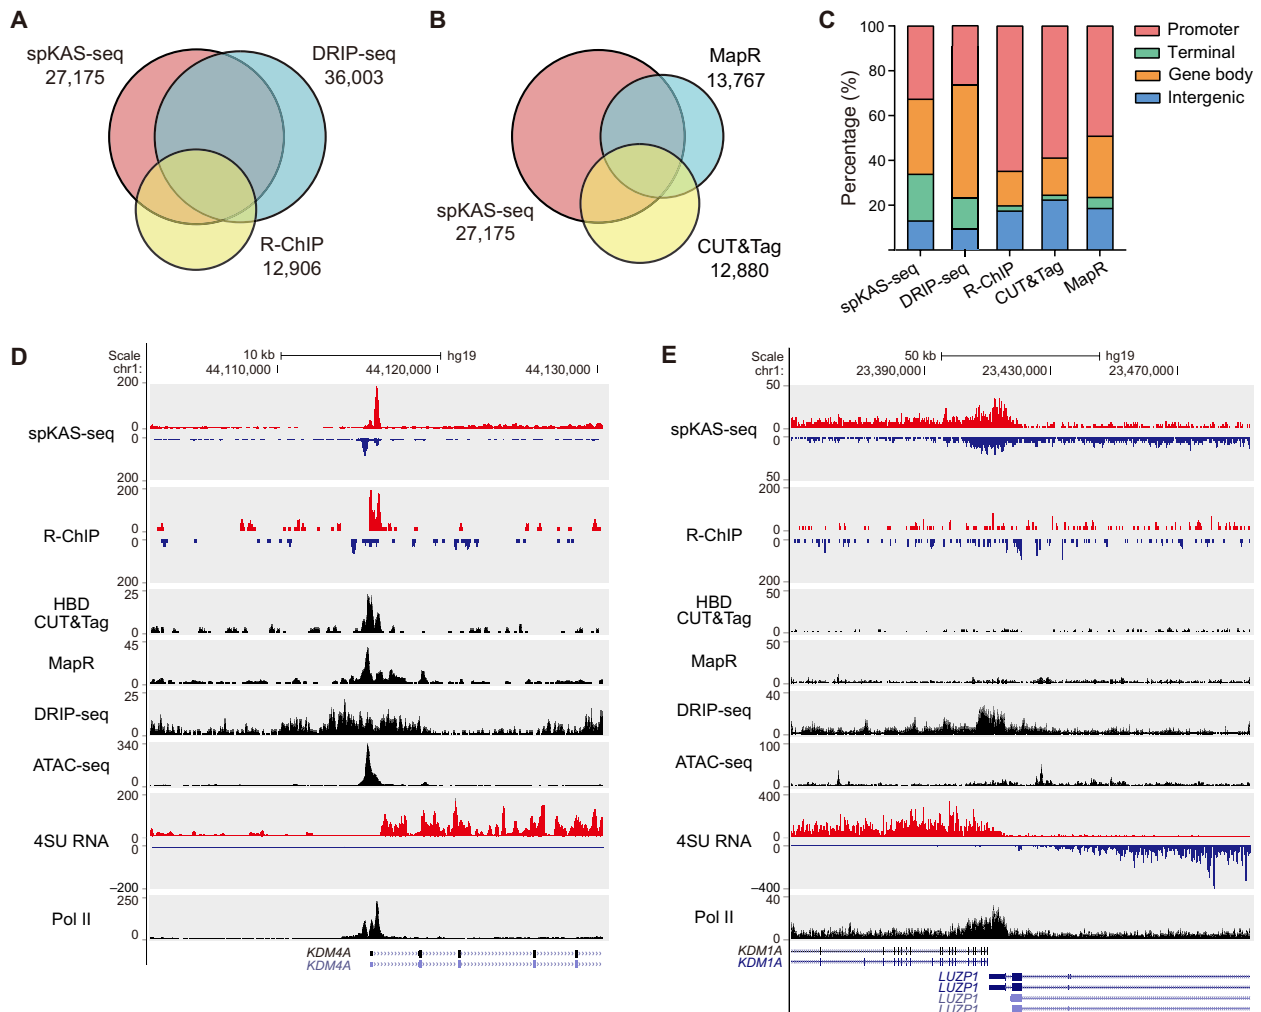 A
spKAS-seq
27,175
DRIP-seq
36,003
R-ChIP
12,906
B
MapR
13,767
spKAS-seq
27,175
CUT&Tag
12,880
C
100
80
60
40
20
Percentage (%)
spKAS-seq
DRIP-seq
R-ChIP
CUT&Tag
MapR
Promoter
Terminal
Gene body
Intergenic
D
Scale
10 kb
hg19
chr1:
44,110,000
44,120,000
44,130,000
200
spKAS-seq
0
0
200
200
R-ChIP
0
0
200
25
HBD
CUT&Tag
0
45
MapR
0
25
DRIP-seq
0
340
ATAC-seq
0
200
4SU RNA
0
0
–200
250
Pol II
0
KDM4A
KDM4A
E
Scale
50 kb
hg19
chr1:
23,390,000
23,430,000
23,470,000
50
spKAS-seq
0
0
50
200
R-ChIP
0
0
200
50
HBD
CUT&Tag
0
50
MapR
0
40
DRIP-seq
0
100
ATAC-seq
0
400
4SU RNA
0
0
–400
40
Pol II
0
KDM1A
KDM1A
LUZP1
LUZP1
LUZP1
LUZP1